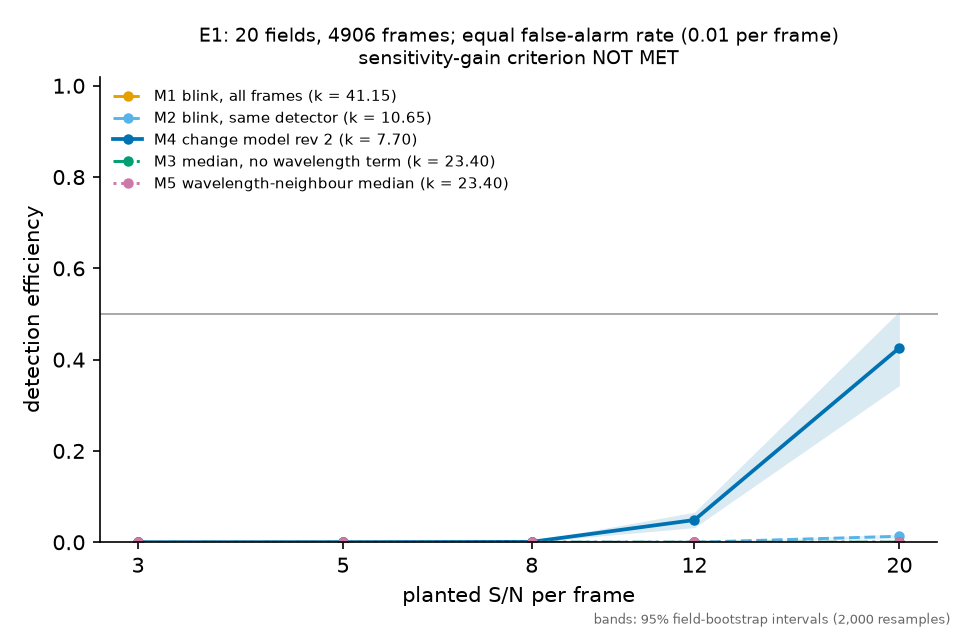 E1: 20 fields, 4906 frames; equal false-alarm rate (0.01 per frame)
sensitivity-gain criterion NOT MET
1.0
0.8
0.6
0.4
0.2
0.0
detection efficiency
M1 blink, all frames (k = 41.15)
M2 blink, same detector (k = 10.65)
M4 change model rev 2 (k = 7.70)
M3 median, no wavelength term (k = 23.40)
M5 wavelength-neighbour median (k = 23.40)
3 5 8 12 20
planted S/N per frame
bands: 95% field-bootstrap intervals (2,000 resamples)